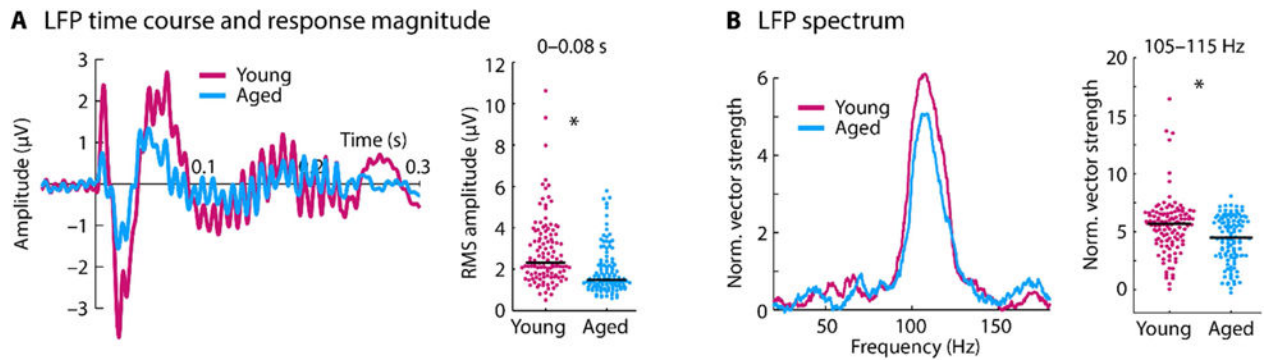 A LFP time course and response magnitude
3
2
1
−1
−2
−3
Amplitude (µV)
Young
Aged
Time (s)
0.1
0.2
0.3
0–0.08 s
12
10
8
6
4
2
0
RMS amplitude (µV)
*
Young Aged
B LFP spectrum
6
4
2
0
Norm. vector strength
Young
Aged
50 100 150
Frequency (Hz)
105–115 Hz
20
15
10
5
0
Norm. vector strength
*
Young Aged